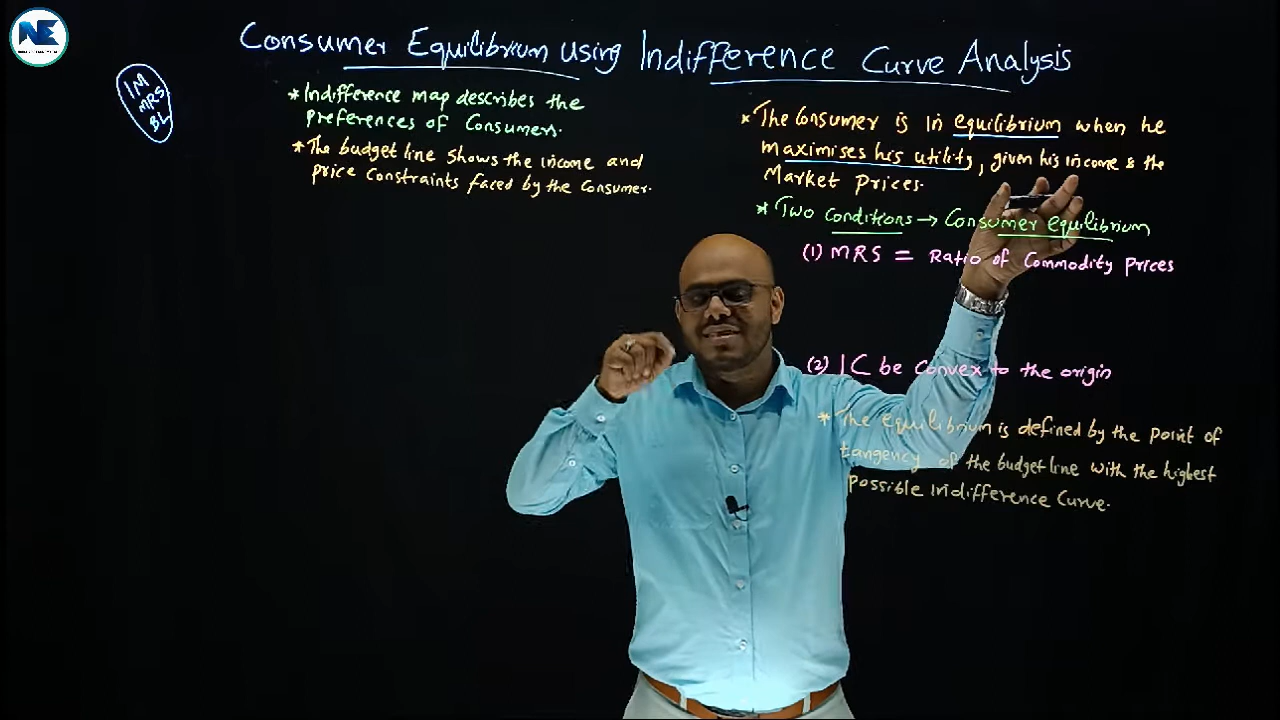 NE
Consumer Equilibrium using Indifference Curve Analysis
IM
MRS
BL
* Indifference map describes the
preferences of Consumers.
* The budget line shows the income and
price Constraints faced by the Consumer.
* The Consumer is in equilibrium when he
maximises his utility, given his income & the
Market Prices.
* Two Conditions → Consumer equilibrium
(1) MRS = Ratio of Commodity Prices
(2) IC be Convex to the origin
* The equilibrium is defined by the point of
tangency of the budget line with the highest
Possible indifference Curve.